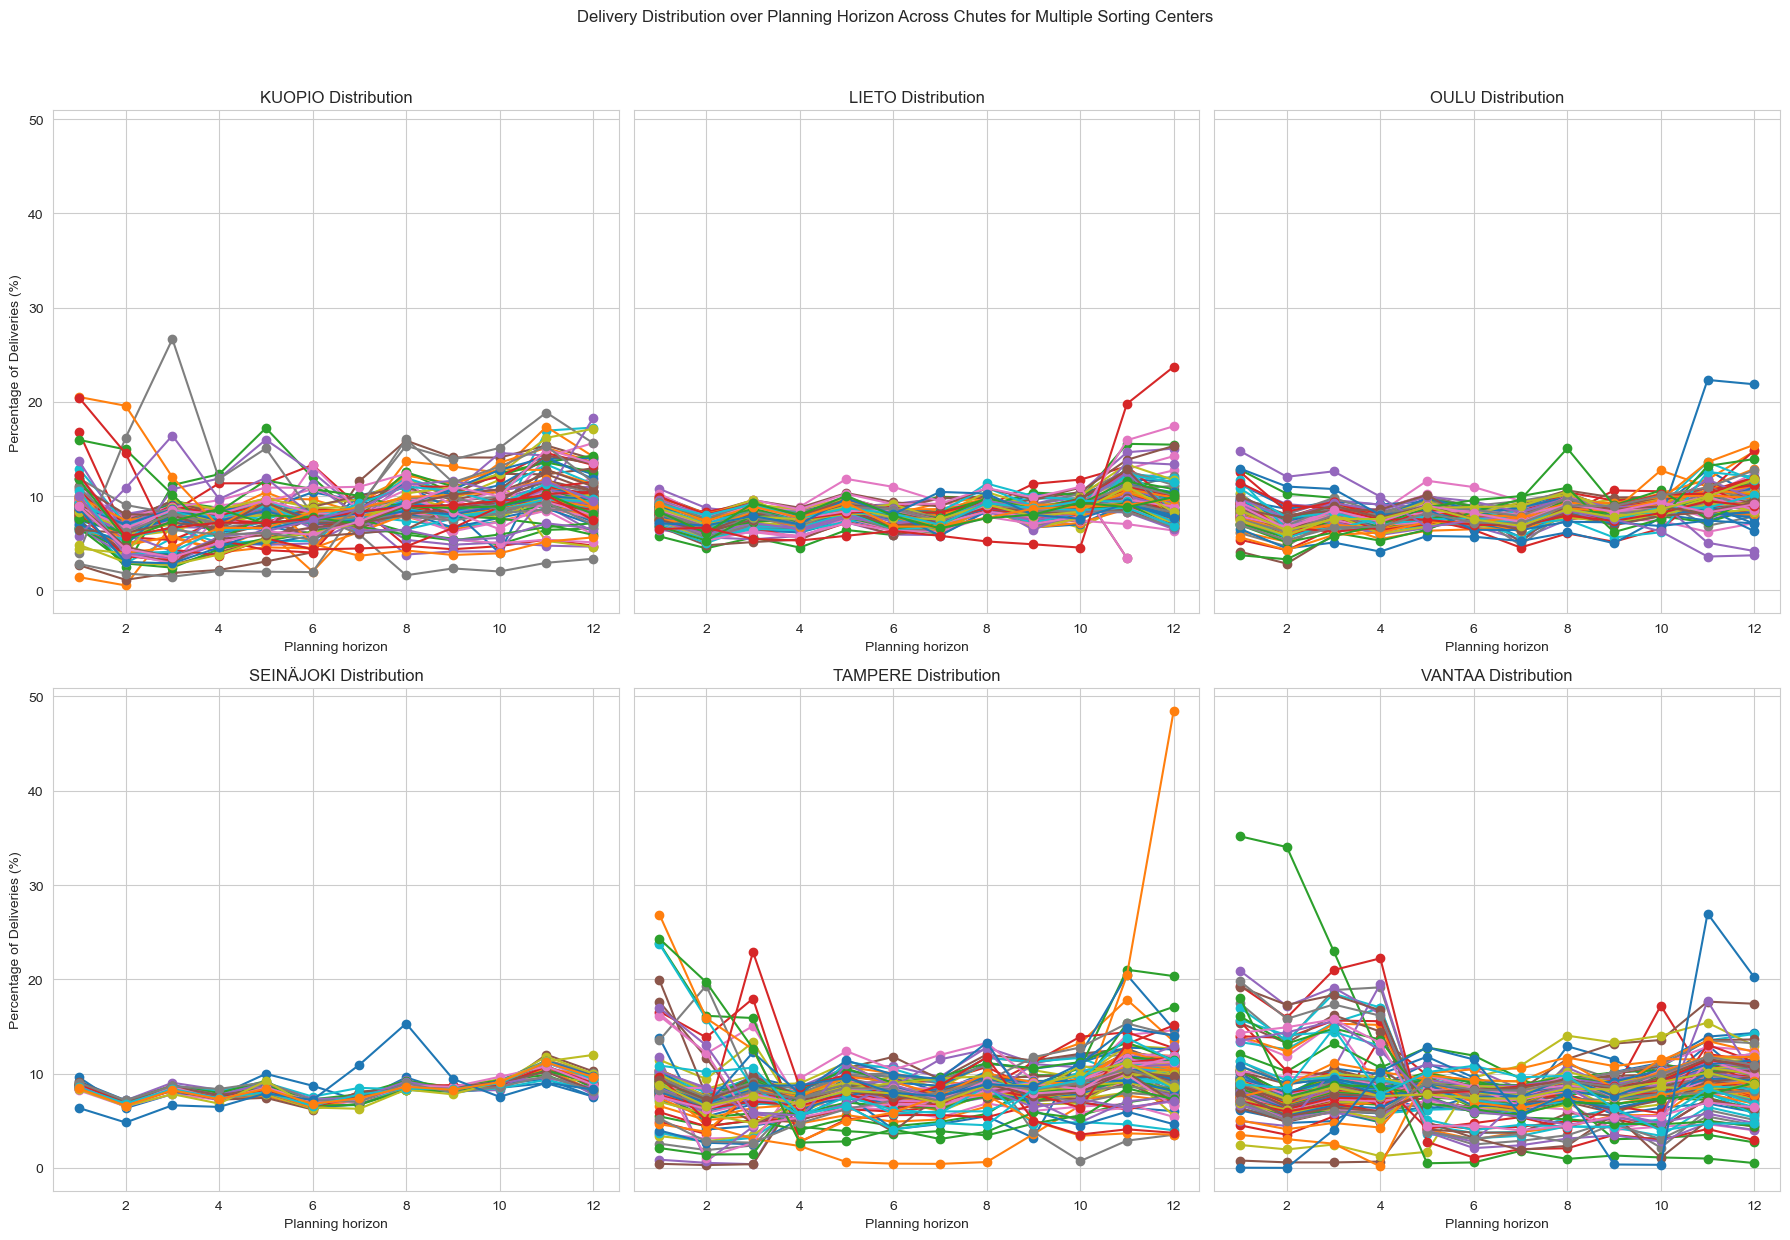 Delivery Distribution over Planning Horizon Across Chutes for Multiple Sorting Centers
KUOPIO Distribution
LIETO Distribution
OULU Distribution
50
40
30
20
10
0
Percentage of Deliveries (%)
2 4 6 8 10 12
2 4 6 8 10 12
2 4 6 8 10 12
Planning horizon
Planning horizon
Planning horizon
SEINÄJOKI Distribution
TAMPERE Distribution
VANTAA Distribution
50
40
30
20
10
0
Percentage of Deliveries (%)
2 4 6 8 10 12
2 4 6 8 10 12
2 4 6 8 10 12
Planning horizon
Planning horizon
Planning horizon